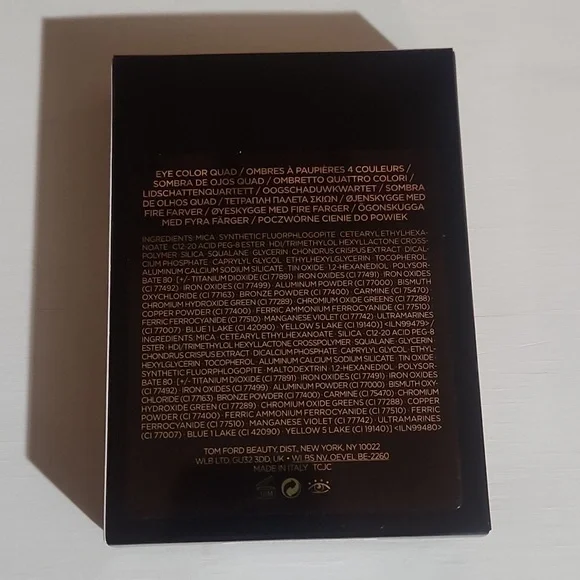 EYE COLOR QUAD / OMBRES À PAUPIÈRES 4 COULEURS /
SOMBRA DE OJOS QUAD / OMBRETTO QUATTRO COLORI /
LIDSCHATTENQUARTETT / OOGSCHADUWKWARTET / SOMBRA
DE OLHOS QUAD / ΤΕΤΡΑΠΛΗ ΠΑΛΕΤΑ ΣΚΙΩΝ / ØJENSKYGGE MED
FIRE FARVER / ØYESKYGGE MED FIRE FARGER / ÖGONSKUGGA
MED FYRA FÄRGER / POCZWORNE CIENIE DO POWIEK
INGREDIENTS: MICA · SYNTHETIC FLUORPHLOGOPITE · CETEARYL ETHYLHEXA-
NOATE · C12-20 ACID PEG-8 ESTER · HDI/TRIMETHYLOL HEXYLLACTONE CROSS-
POLYMER · SILICA · SQUALANE · GLYCERIN · CHONDRUS CRISPUS EXTRACT · DICAL-
CIUM PHOSPHATE · CAPRYLYL GLYCOL · ETHYLHEXYLGLYCERIN · TOCOPHEROL ·
ALUMINUM CALCIUM SODIUM SILICATE · TIN OXIDE · 1,2-HEXANEDIOL · POLYSOR-
BATE 80 · [+/- TITANIUM DIOXIDE (CI 77891) · IRON OXIDES (CI 77491) · IRON OXIDES
(CI 77492) · IRON OXIDES (CI 77499) · ALUMINUM POWDER (CI 77000) · BISMUTH
OXYCHLORIDE (CI 77163) · BRONZE POWDER (CI 77400) · CARMINE (CI 75470) ·
CHROMIUM HYDROXIDE GREEN (CI 77289) · CHROMIUM OXIDE GREENS (CI 77288) ·
COPPER POWDER (CI 77400) · FERRIC AMMONIUM FERROCYANIDE (CI 77510) ·
FERRIC FERROCYANIDE (CI 77510) · MANGANESE VIOLET (CI 77742) · ULTRAMARINES
(CI 77007) · BLUE 1 LAKE (CI 42090) · YELLOW 5 LAKE (CI 19140)] <ILN99479>/
INGREDIENTS: MICA · CETEARYL ETHYLHEXANOATE · SILICA · C12-20 ACID PEG-8
ESTER · HDI/TRIMETHYLOL HEXYLLACTONE CROSSPOLYMER · SQUALANE · GLYCERIN ·
CHONDRUS CRISPUS EXTRACT · DICALCIUM PHOSPHATE · CAPRYLYL GLYCOL · ETHYL-
HEXYLGLYCERIN · TOCOPHEROL · ALUMINUM CALCIUM SODIUM SILICATE · TIN OXIDE ·
SYNTHETIC FLUORPHLOGOPITE · MALTODEXTRIN · 1,2-HEXANEDIOL · POLYSOR-
BATE 80 · [+/- TITANIUM DIOXIDE (CI 77891) · IRON OXIDES (CI 77491) · IRON OXIDES
(CI 77492) · IRON OXIDES (CI 77499) · ALUMINUM POWDER (CI 77000) · BISMUTH OXY-
CHLORIDE (CI 77163) · BRONZE POWDER (CI 77400) · CARMINE (CI 75470) · CHROMIUM
HYDROXIDE GREEN (CI 77289) · CHROMIUM OXIDE GREENS (CI 77288) · COPPER
POWDER (CI 77400) · FERRIC AMMONIUM FERROCYANIDE (CI 77510) · FERRIC
FERROCYANIDE (CI 77510) · MANGANESE VIOLET (CI 77742) · ULTRAMARINES
(CI 77007) · BLUE 1 LAKE (CI 42090) · YELLOW 5 LAKE (CI 19140)] <ILN99480>
TOM FORD BEAUTY, DIST., NEW YORK, NY 10022
WLB LTD, GU32 3DD, UK · WLBS NV, OEVEL BE-2260
MADE IN ITALY TCJC